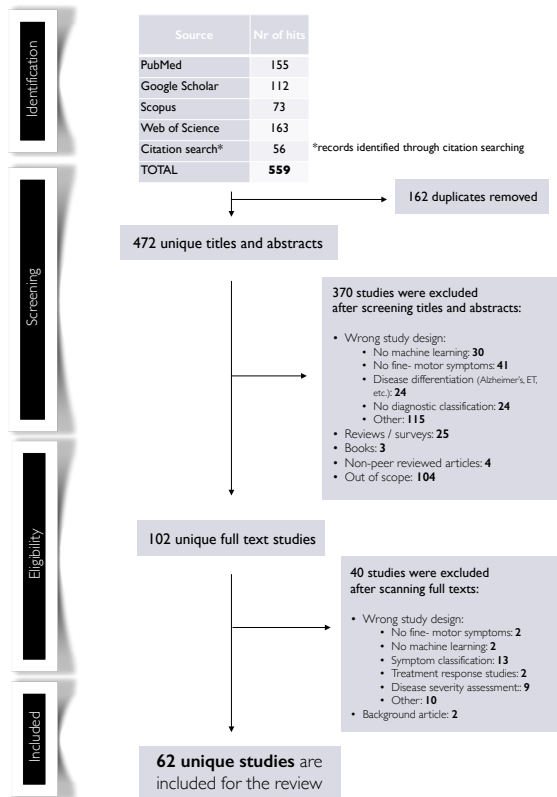 Identification
Source Nr of hits
PubMed 155
Google Scholar 112
Scopus 73
Web of Science 163
Citation search* 56
*records identified through citation searching
TOTAL 559
162 duplicates removed
Screening
472 unique titles and abstracts
370 studies were excluded
after screening titles and abstracts:
• Wrong study design:
• No machine learning: 30
• No fine- motor symptoms: 41
• Disease differentiation (Alzheimer's, ET,
etc.): 24
• No diagnostic classification: 24
• Other: 115
• Reviews / surveys: 25
• Books: 3
• Non-peer reviewed articles: 4
• Out of scope: 104
Eligibility
102 unique full text studies
40 studies were excluded
after scanning full texts:
• Wrong study design:
• No fine- motor symptoms: 2
• No machine learning: 2
• Symptom classification: 13
• Treatment response studies: 2
• Disease severity assessment:: 9
• Other: 10
• Background article: 2
Included
62 unique studies are
included for the review